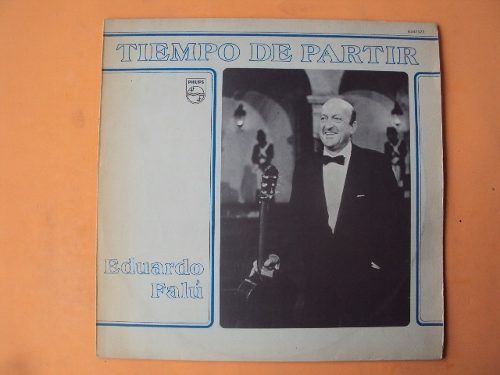 TIEMPO DE PARTIR
PHILIPS
Eduardo
Falú